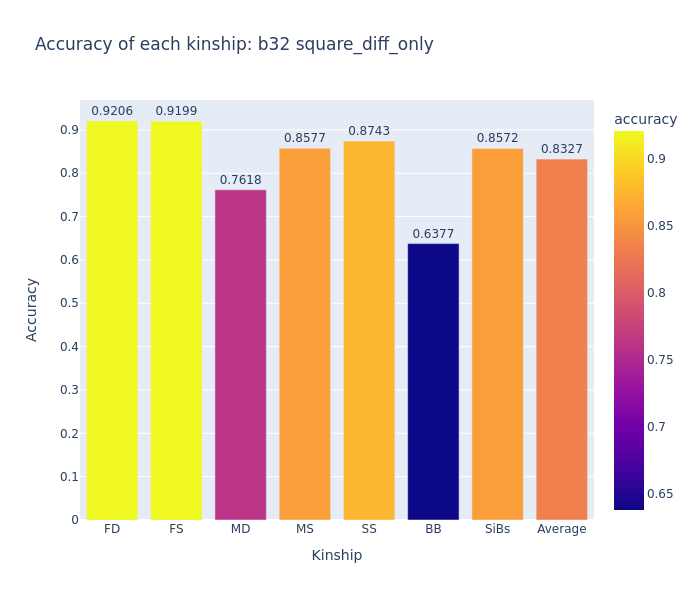 Accuracy of each kinship: b32 square_diff_only
accuracy
0.9206
0.9199
0.7618
0.8577
0.8743
0.6377
0.8572
0.8327
0.9
0.8
0.7
0.6
0.5
0.4
0.3
0.2
0.1
0
Accuracy
FD
FS
MD
MS
SS
BB
SiBs
Average
Kinship
0.9
0.85
0.8
0.75
0.7
0.65